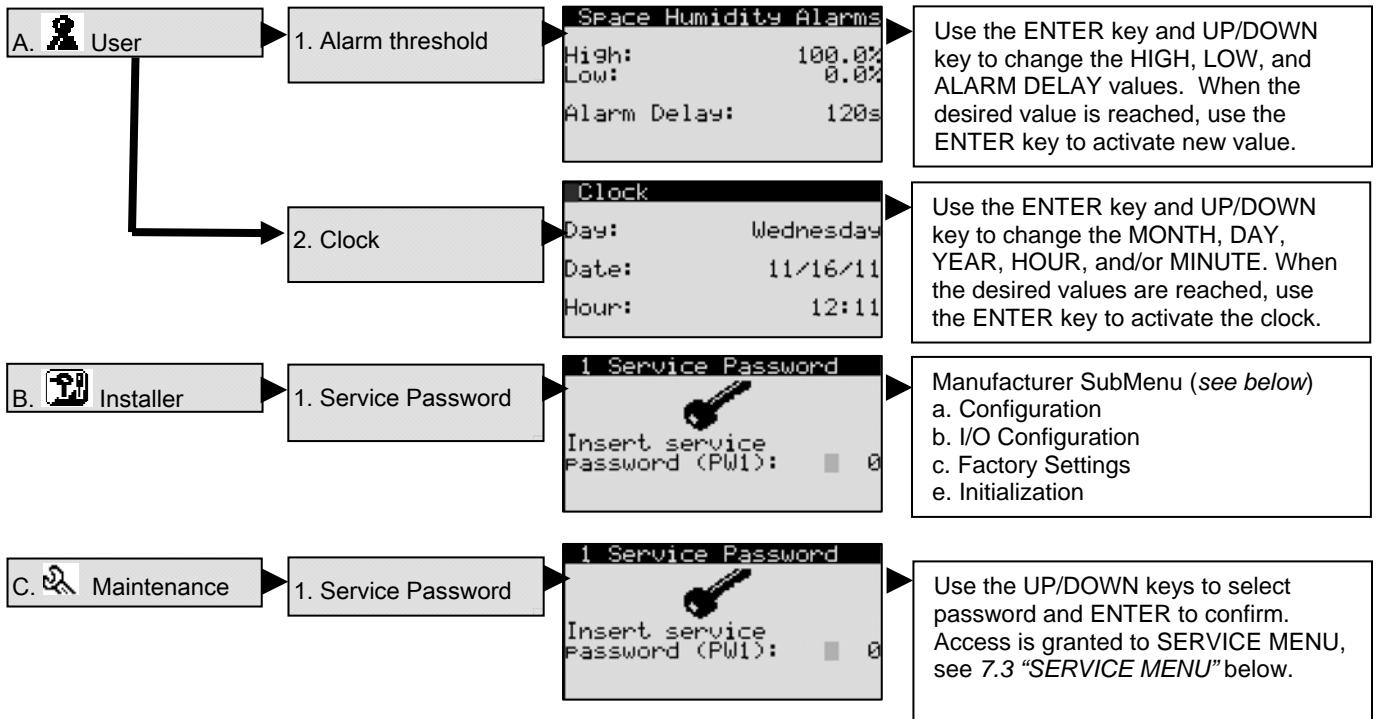 A. User
1. Alarm threshold
Space Humidity Alarms
High: 100.0%
Low: 0.0%
Alarm Delay: 120s
Use the ENTER key and UP/DOWN
key to change the HIGH, LOW, and
ALARM DELAY values. When the
desired value is reached, use the
ENTER key to activate new value.
2. Clock
Clock
Day: Wednesday
Date: 11/16/11
Hour: 12:11
Use the ENTER key and UP/DOWN
key to change the MONTH, DAY,
YEAR, HOUR, and/or MINUTE. When
the desired values are reached, use
the ENTER key to activate the clock.
B. Installer
1. Service Password
1 Service Password
Insert service
password (PW1): 0
Manufacturer SubMenu (see below)
a. Configuration
b. I/O Configuration
c. Factory Settings
e. Initialization
C. Maintenance
1. Service Password
1 Service Password
Insert service
password (PW1): 0
Use the UP/DOWN keys to select
password and ENTER to confirm.
Access is granted to SERVICE MENU,
see 7.3 “SERVICE MENU” below.